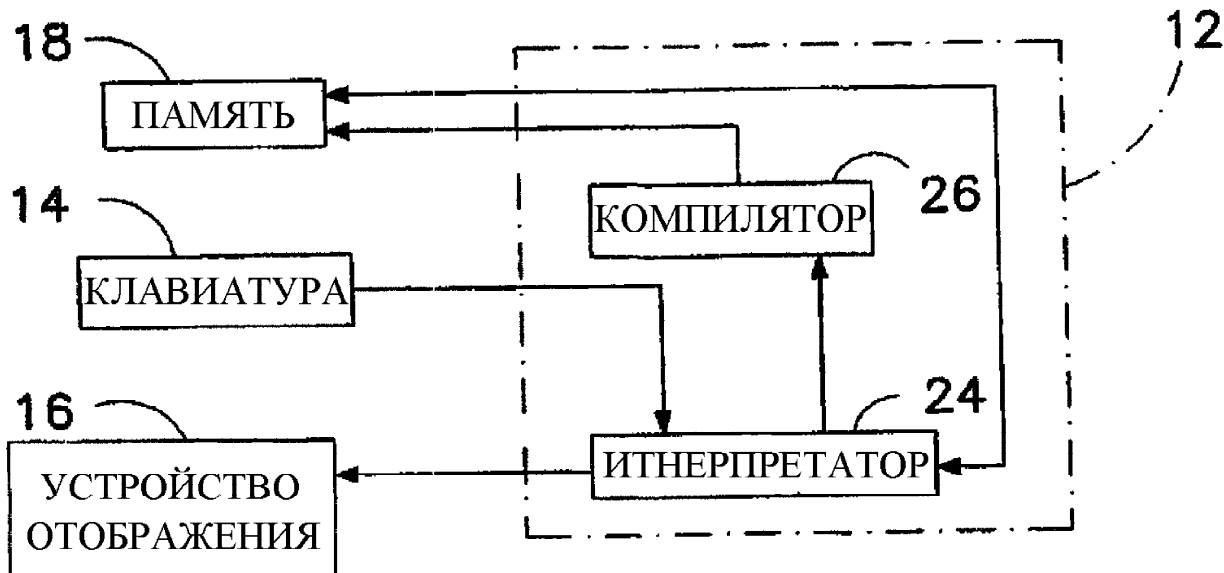 18
12
ПАМЯТЬ
14
26
КОМПИЛЯТОР
КЛАВИАТУРА
16
24
ИТНЕРПРЕТАТОР
УСТРОЙСТВО
ОТОБРАЖЕНИЯ